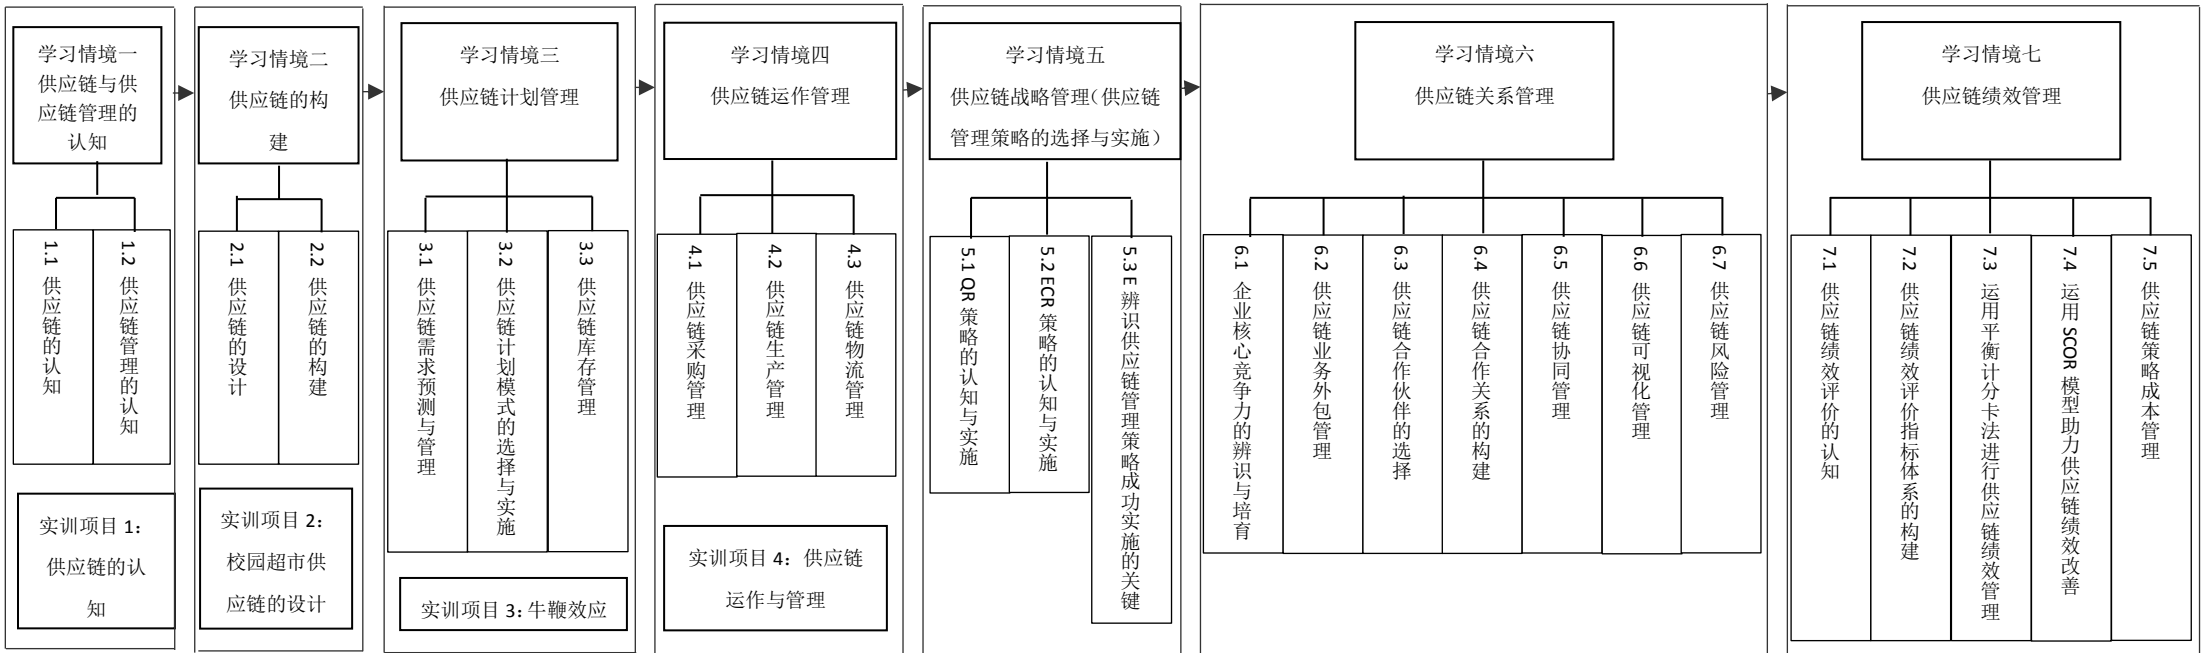 学习情境一
供应链与供
应链管理的
认知
1.1 供应链的认知
1.2 供应链管理的认知
实训项目 1：
供应链的认
知
学习情境二
供应链的构
建
2.1 供应链的设计
2.2 供应链的构建
实训项目 2：
校园超市供
应链的设计
学习情境三
供应链计划管理
3.1 供应链需求预测与管理
3.2 供应链计划模式的选择与实施
3.3 供应链库存管理
实训项目 3：牛鞭效应
学习情境四
供应链运作管理
4.1 供应链采购管理
4.2 供应链生产管理
4.3 供应链物流管理
实训项目 4：供应链
运作与管理
学习情境五
供应链战略管理（供应链
管理策略的选择与实施）
5.1 QR 策略的认知与实施
5.2 ECR 策略的认知与实施
5.3 E 辨识供应链管理策略成功实施的关键
学习情境六
供应链关系管理
6.1 企业核心竞争力的辨识与培育
6.2 供应链业务外包管理
6.3 供应链合作伙伴的选择
6.4 供应链合作关系的构建
6.5 供应链协同管理
6.6 供应链可视化管理
6.7 供应链风险管理
学习情境七
供应链绩效管理
7.1 供应链绩效评价的认知
7.2 供应链绩效评价指标体系的构建
7.3 运用平衡计分卡法进行供应链绩效管理
7.4 运用 SCOR 模型助力供应链绩效改善
7.5 供应链策略成本管理